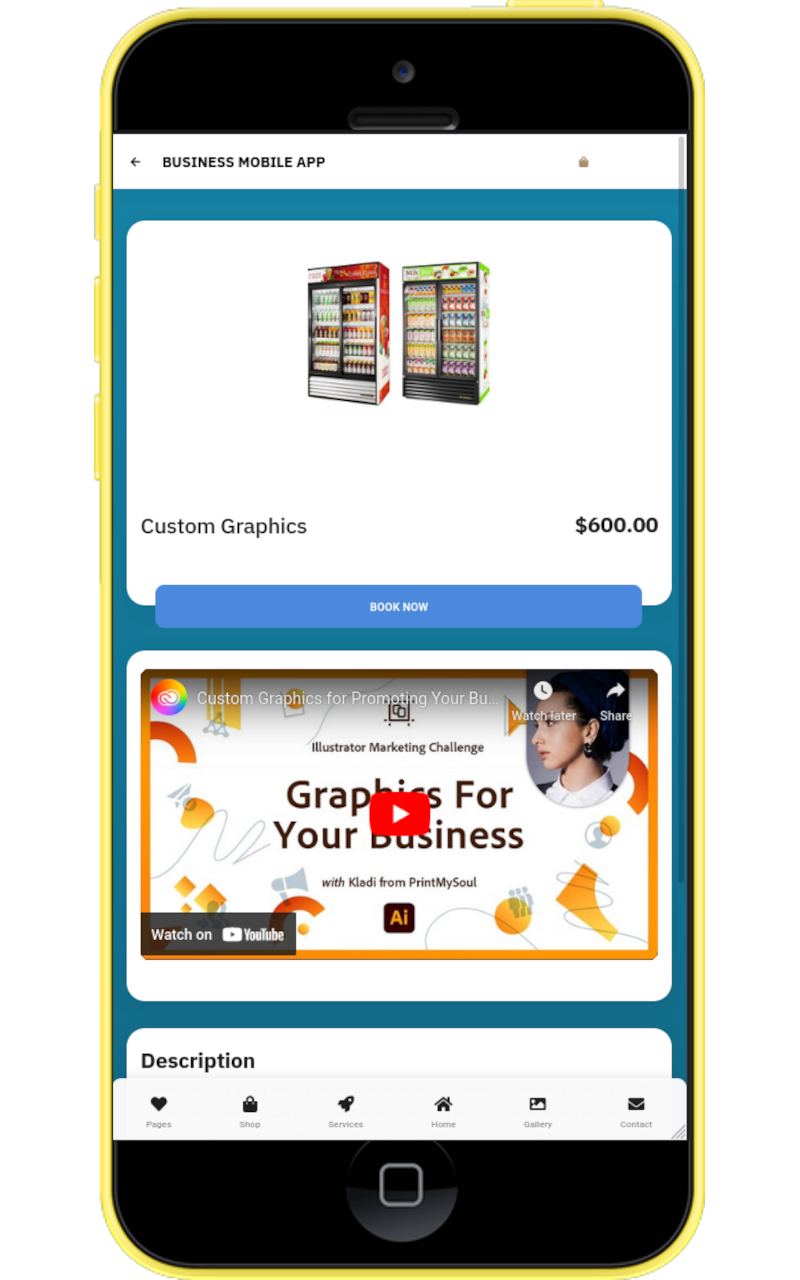 BUSINESS MOBILE APP
Custom Graphics
$600.00
BOOK NOW
Custom Graphics for Promoting Your Bu...
Watch later
Share
Illustrator Marketing Challenge
Graphics For
Your Business
with Kladi from PrintMySoul
Ai
Watch on YouTube
Description
Pages
Shop
Services
Home
Gallery
Contact